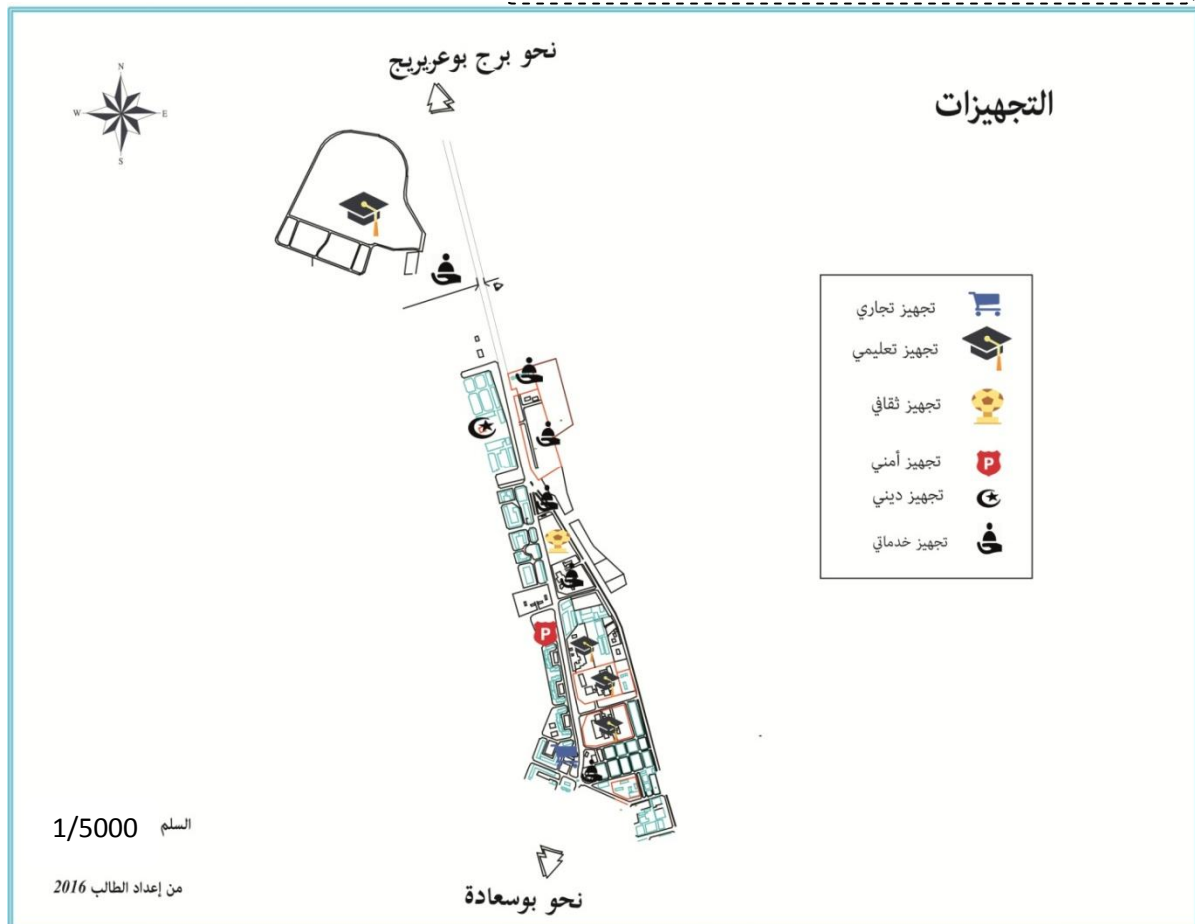 نحو برج بوعريريج
التجهيزات
N
W
E
S
تجهيز تجاري
تجهيز تعليمي
تجهيز ثقافي
تجهيز أمني
P
تجهيز ديني
تجهيز خدماتي
P
السلم 1/5000
من إعداد الطالب 2016
نحو بوسعادة